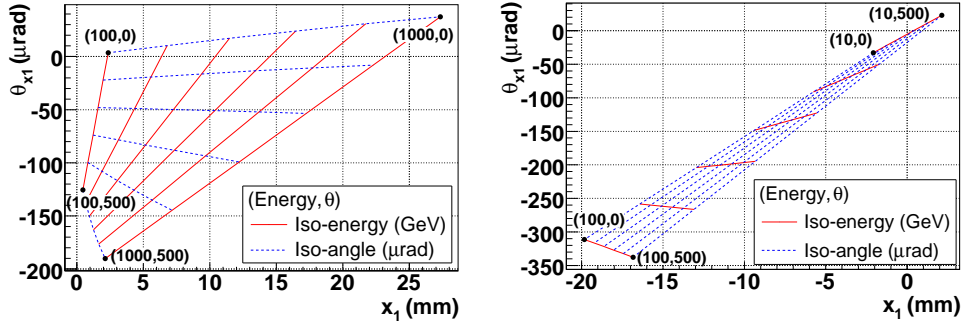 θx1 (μrad)
0
-50
-100
-150
-200
(100,0)
(1000,0)
(100,500)
(1000,500)
(Energy, θ)
Iso-energy (GeV)
Iso-angle (μrad)
0 5 10 15 20 25
x1 (mm)
θx1 (μrad)
0
-50
-100
-150
-200
-250
-300
-350
(10,500)
(10,0)
(100,0)
(100,500)
(Energy, θ)
Iso-energy (GeV)
Iso-angle (μrad)
-20 -15 -10 -5 0
x1 (mm)